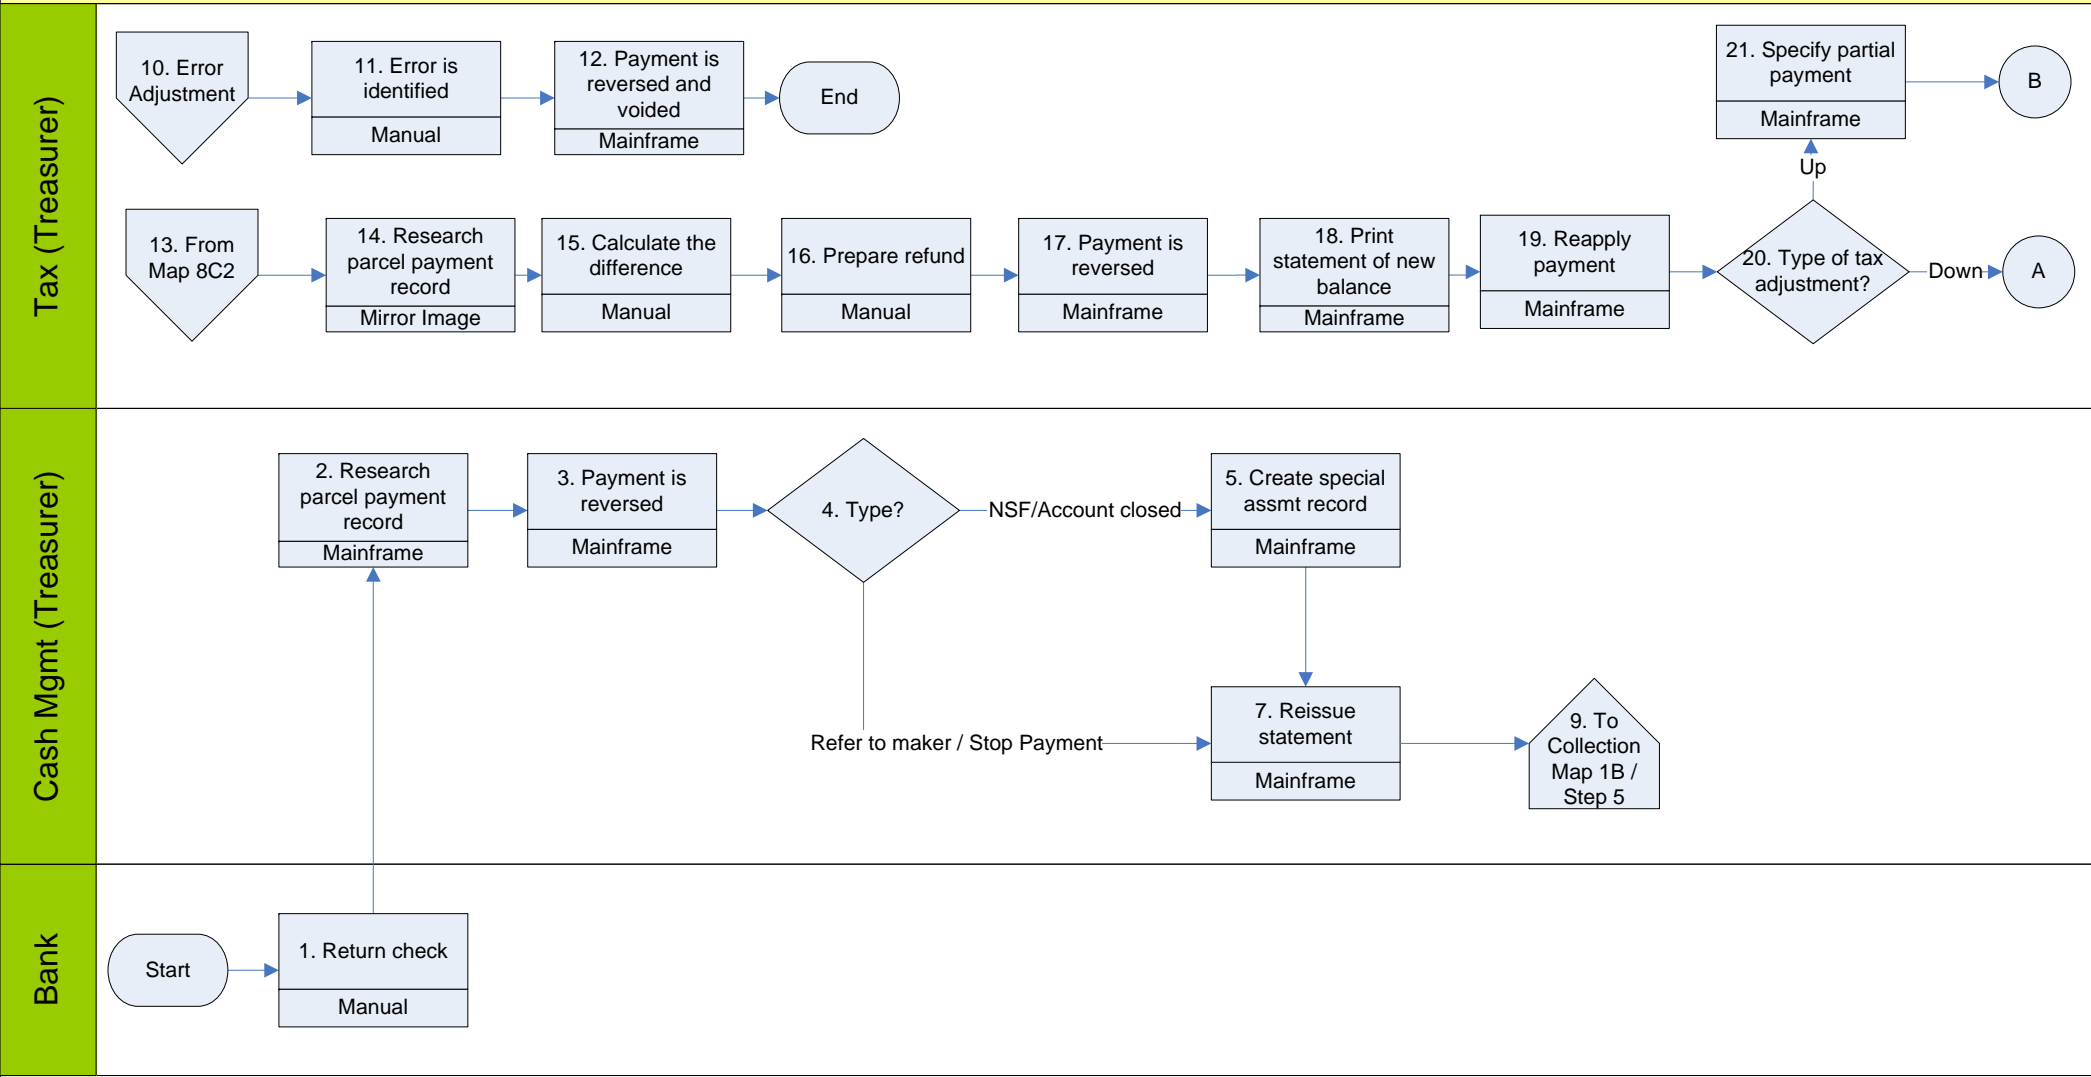 Tax (Treasurer)
10. Error
Adjustment
11. Error is
identified
Manual
12. Payment is
reversed and
voided
Mainframe
End
21. Specify partial
payment
Mainframe
B
Up
13. From
Map 8C2
14. Research
parcel payment
record
Mirror Image
15. Calculate the
difference
Manual
16. Prepare refund
Manual
17. Payment is
reversed
Mainframe
18. Print
statement of new
balance
Mainframe
19. Reapply
payment
Mainframe
20. Type of tax
adjustment?
Down
A
Cash Mgmt (Treasurer)
2. Research
parcel payment
record
Mainframe
3. Payment is
reversed
Mainframe
4. Type?
NSF/Account closed
5. Create special
assmt record
Mainframe
Refer to maker / Stop Payment
7. Reissue
statement
Mainframe
9. To
Collection
Map 1B /
Step 5
Bank
Start
1. Return check
Manual